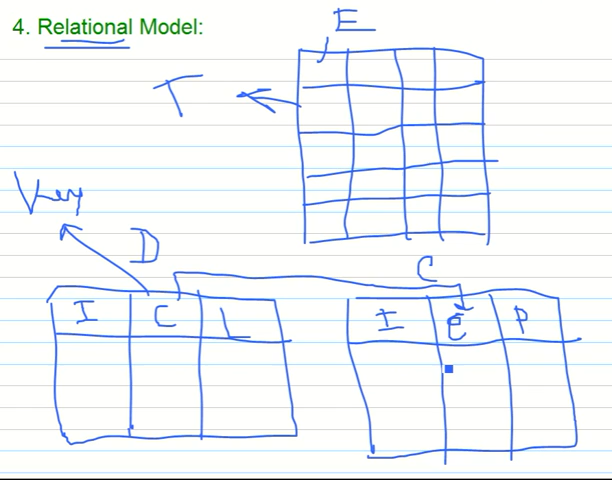 4. Relational Model:
E
T
key
D
C
I C L
I E P